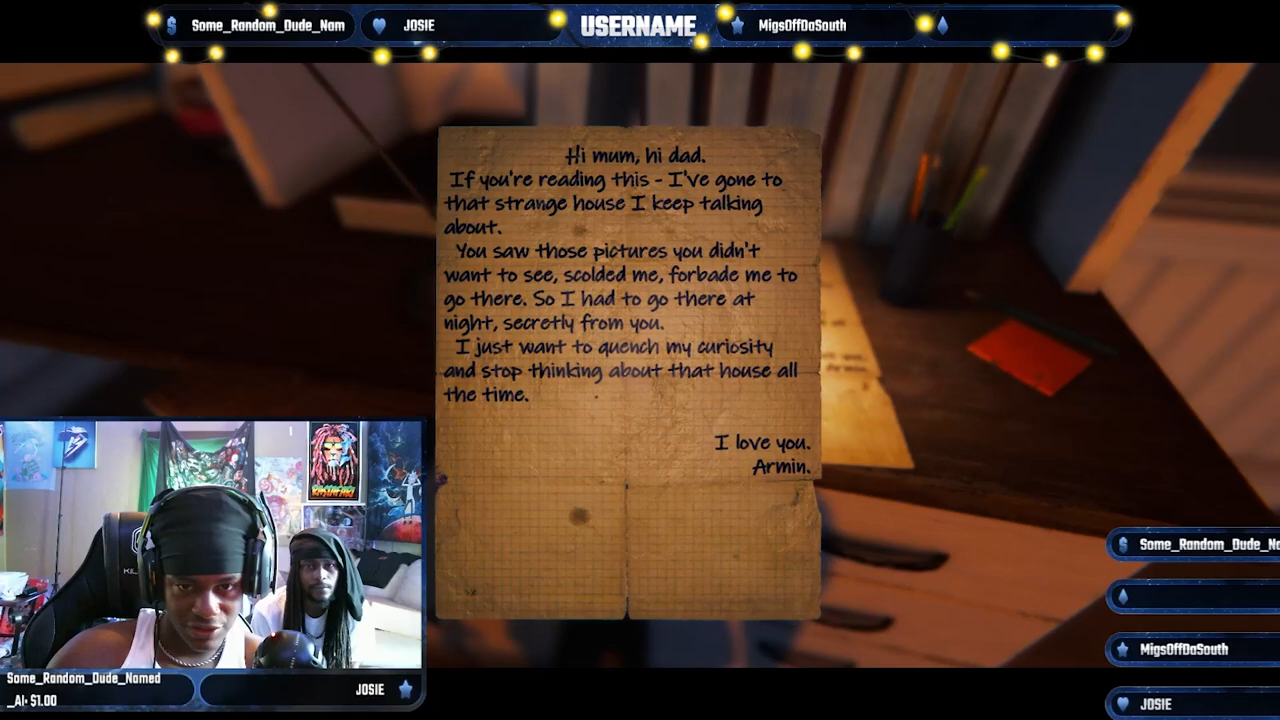 Some_Random_Dude_Nam
JOSIE
USERNAME
MigsOffDaSouth
Hi mum, hi dad.
If you're reading this - I've gone to
that strange house I keep talking
about.
You saw those pictures you didn't
want to see, scolded me, forbade me to
go there. So I had to go there at
night, secretly from you.
I just want to quench my curiosity
and stop thinking about that house all
the time.
I love you.
Armin.
RASTAFARI
Some_Random_Dude_Named
_Al• $1.00
JOSIE
Some_Random_Dude_Na
MigsOffDaSouth
JOSIE